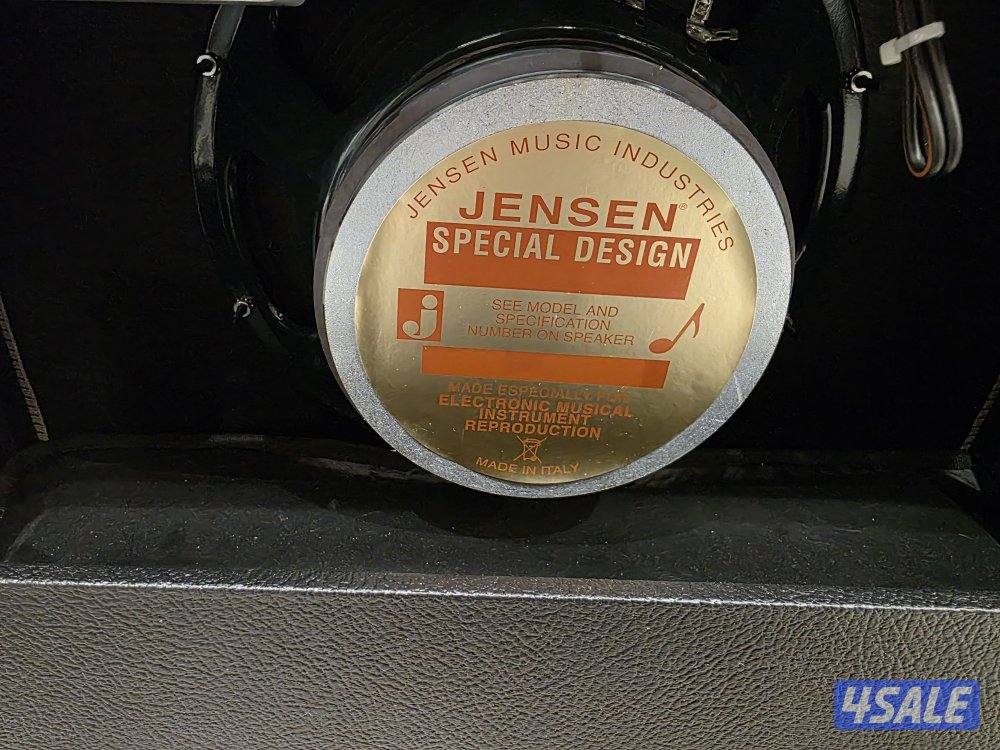 JENSEN MUSIC INDUSTRIES
JENSEN®
SPECIAL DESIGN
j
SEE MODEL AND
SPECIFICATION
NUMBER ON SPEAKER
MADE ESPECIALLY FOR
ELECTRONIC MUSICAL
INSTRUMENT
REPRODUCTION
MADE IN ITALY
4SALE